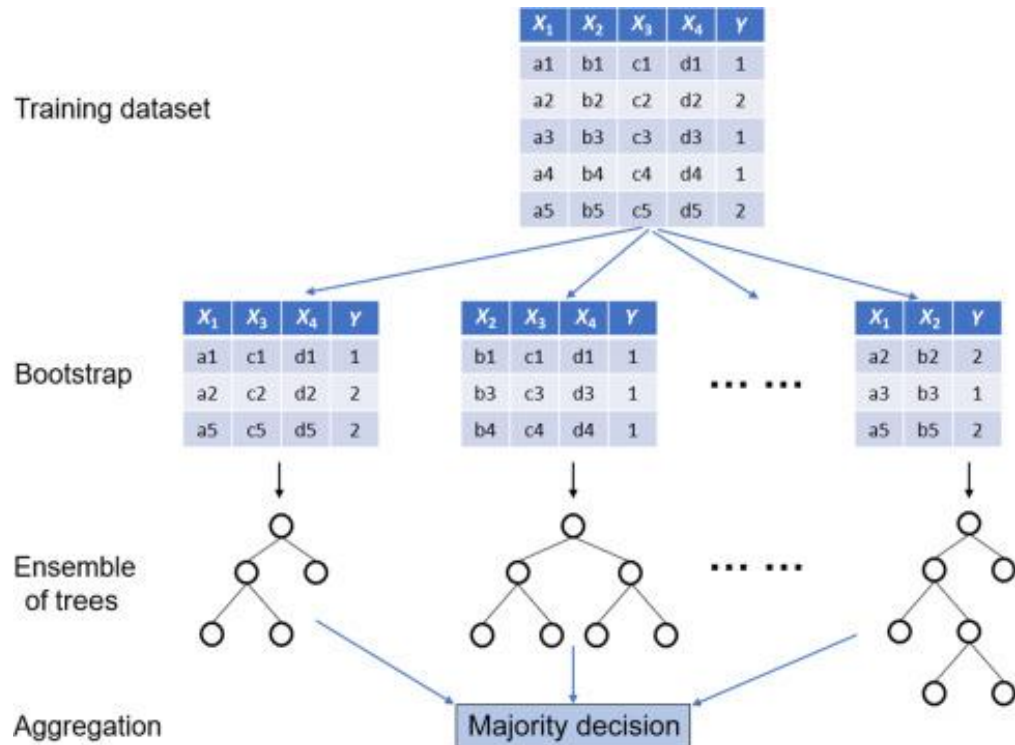 X₁ X₂ X₃ X₄ Y
a1 b1 c1 d1 1
a2 b2 c2 d2 2
a3 b3 c3 d3 1
a4 b4 c4 d4 1
a5 b5 c5 d5 2
Training dataset
X₁ X₃ X₄ Y
a1 c1 d1 1
a2 c2 d2 2
a5 c5 d5 2
X₂ X₃ X₄ Y
b1 c1 d1 1
b3 c3 d3 1
b4 c4 d4 1
... ...
X₁ X₂ Y
a2 b2 2
a3 b3 1
a5 b5 2
Bootstrap
Ensemble
of trees
... ...
Aggregation
Majority decision